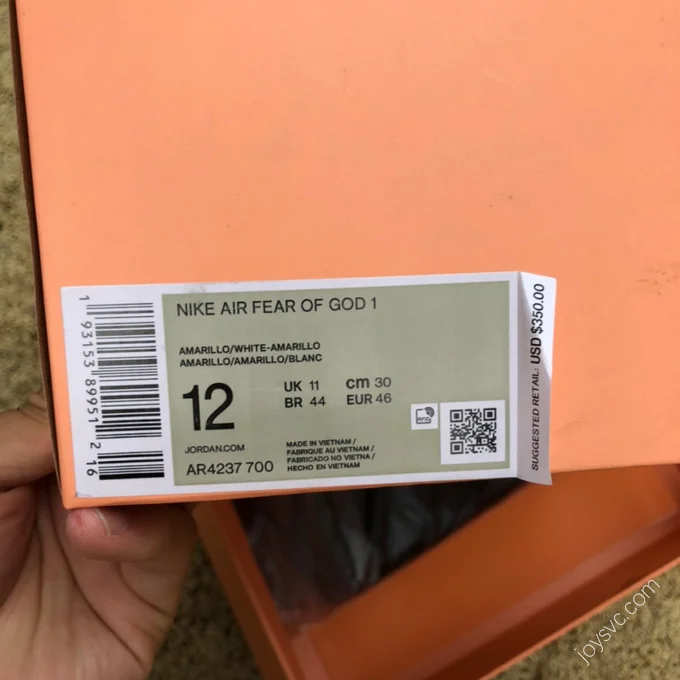 NIKE AIR FEAR OF GOD 1
AMARILLO/WHITE-AMARILLO
AMARILLO/AMARILLO/BLANC
12
UK 11 cm 30
BR 44 EUR 46
JORDAN.COM
AR4237 700
MADE IN VIETNAM /
FABRIQUE AU VIETNAM /
FABRICADO NO VIETNA /
HECHO EN VIETNAM
RFID
1 93153 89951 2 16
SUGGESTED RETAIL: USD $350.00
joysvc.com